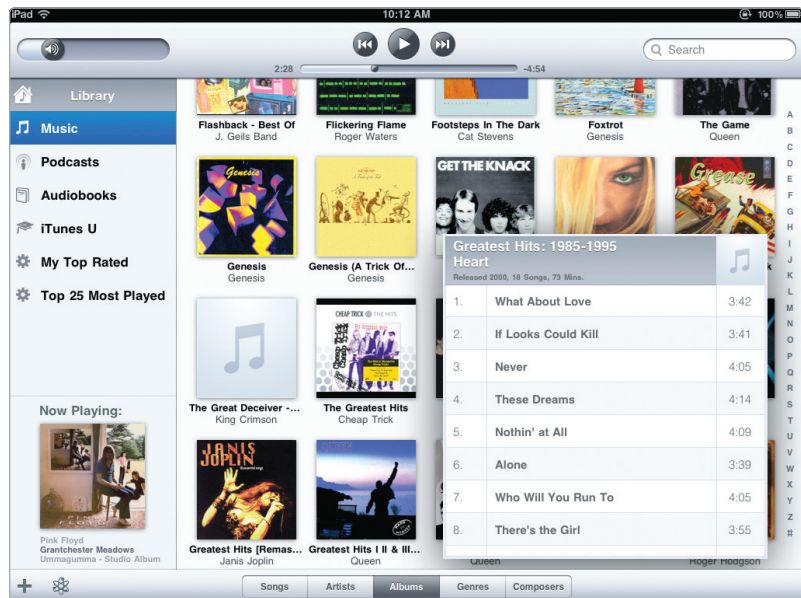 iPad
10:12 AM
100%
2:28
-4:54
Search
Library
Music
Podcasts
Audiobooks
iTunes U
My Top Rated
Top 25 Most Played
Now Playing:
PINK FLOYD
Pink Floyd
Grantchester Meadows
Ummagumma - Studio Album
Flashback - Best Of
J. Geils Band
Flickering Flame
Roger Waters
Footsteps In The Dark
Cat Stevens
Foxtrot
Genesis
The Game
Queen
Genesis
GET THE KNACK
Grease
Genesis
Genesis
Genesis (A Trick Of...
Genesis
Greatest Hits: 1985-1995
Heart
Released 2000, 18 Songs, 73 Mins.
1. What About Love 3:42
2. If Looks Could Kill 3:41
3. Never 4:05
4. These Dreams 4:14
5. Nothin' at All 4:09
6. Alone 3:39
7. Who Will You Run To 4:05
8. There's the Girl 3:55
CHEAP TRICK THE HITS
The Great Deceiver -...
King Crimson
The Greatest Hits
Cheap Trick
JANIS
JOPLIN
Greatest Hits [Remas...
Janis Joplin
Greatest Hits I II & III...
Queen
Queen
Roger Hodgson
A
B
C
D
E
F
G
H
I
J
K
L
M
N
O
P
Q
R
S
T
U
V
W
X
Y
Z
#
Songs
Artists
Albums
Genres
Composers